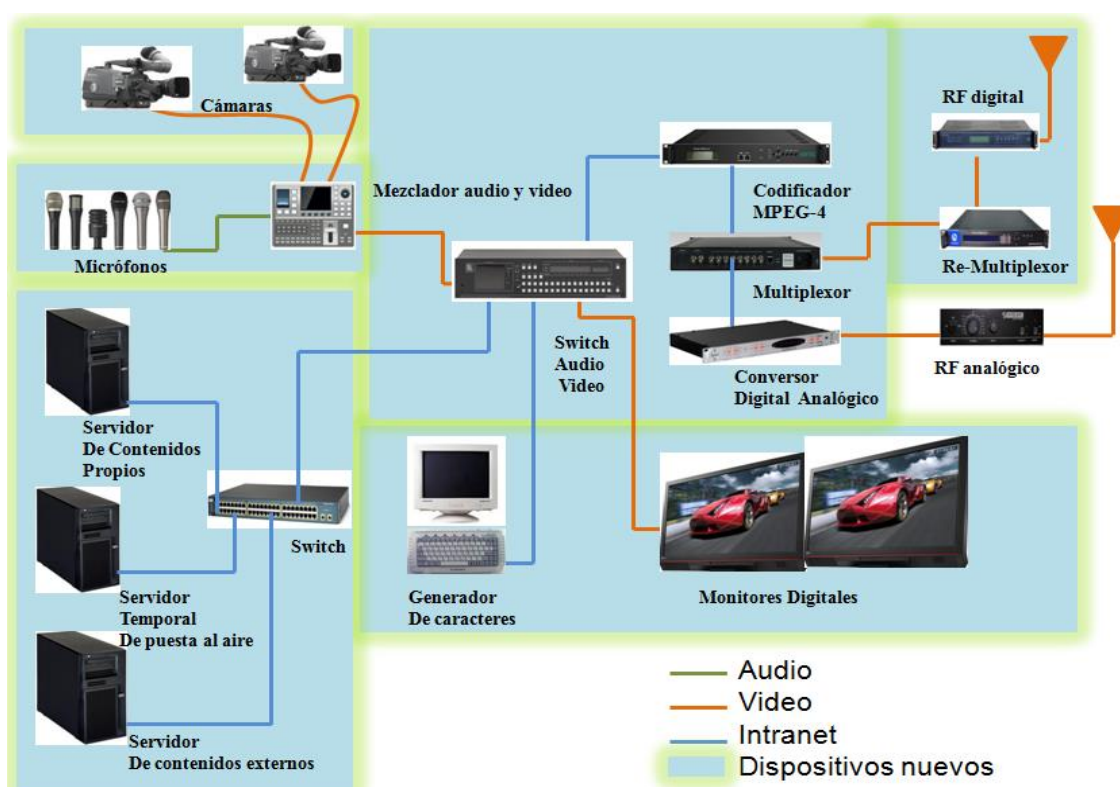 Cámaras
RF digital
Mezclador audio y video
Codificador
MPEG-4
Micrófonos
Re-Multiplexor
Multiplexor
Switch
Audio
Video
RF analógico
Conversor
Digital Analógico
Servidor
De Contenidos
Propios
Switch
Servidor
Temporal
De puesta al aire
Generador
De caracteres
Monitores Digitales
Servidor
De contenidos externos
Audio
Video
Intranet
Dispositivos nuevos